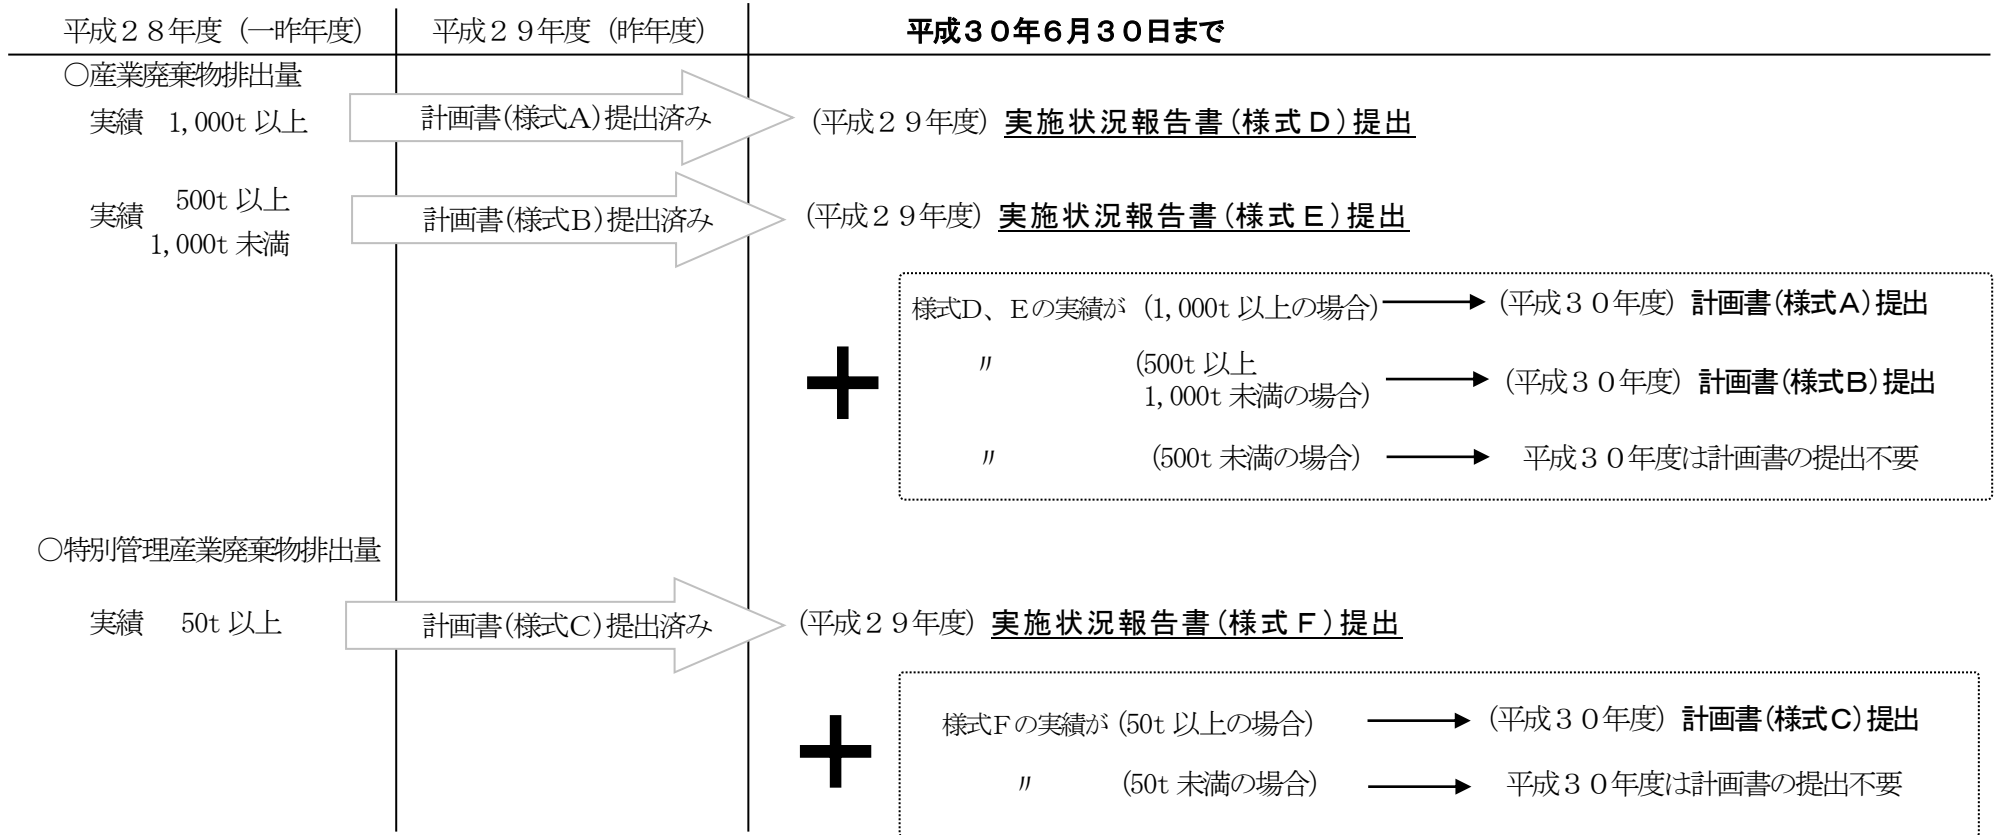 平成２８年度（一昨年度）　平成２９年度（昨年度）　平成３０年６月３０日まで
○産業廃棄物排出量
実績　1,000t 以上　計画書(様式Ａ)提出済み　(平成２９年度) 実施状況報告書(様式Ｄ)提出
実績　500t 以上
1,000t 未満　計画書(様式Ｂ)提出済み　(平成２９年度) 実施状況報告書(様式Ｅ)提出
様式Ｄ、Ｅの実績が (1,000t 以上の場合)　(平成３０年度) 計画書(様式Ａ)提出
〃　(500t 以上
1,000t 未満の場合)　(平成３０年度) 計画書(様式Ｂ)提出
〃　(500t 未満の場合)　平成３０年度は計画書の提出不要
○特別管理産業廃棄物排出量
実績　50t 以上　計画書(様式Ｃ)提出済み　(平成２９年度) 実施状況報告書(様式Ｆ)提出
様式Ｆの実績が (50t 以上の場合)　(平成３０年度) 計画書(様式Ｃ)提出
〃　(50t 未満の場合)　平成３０年度は計画書の提出不要